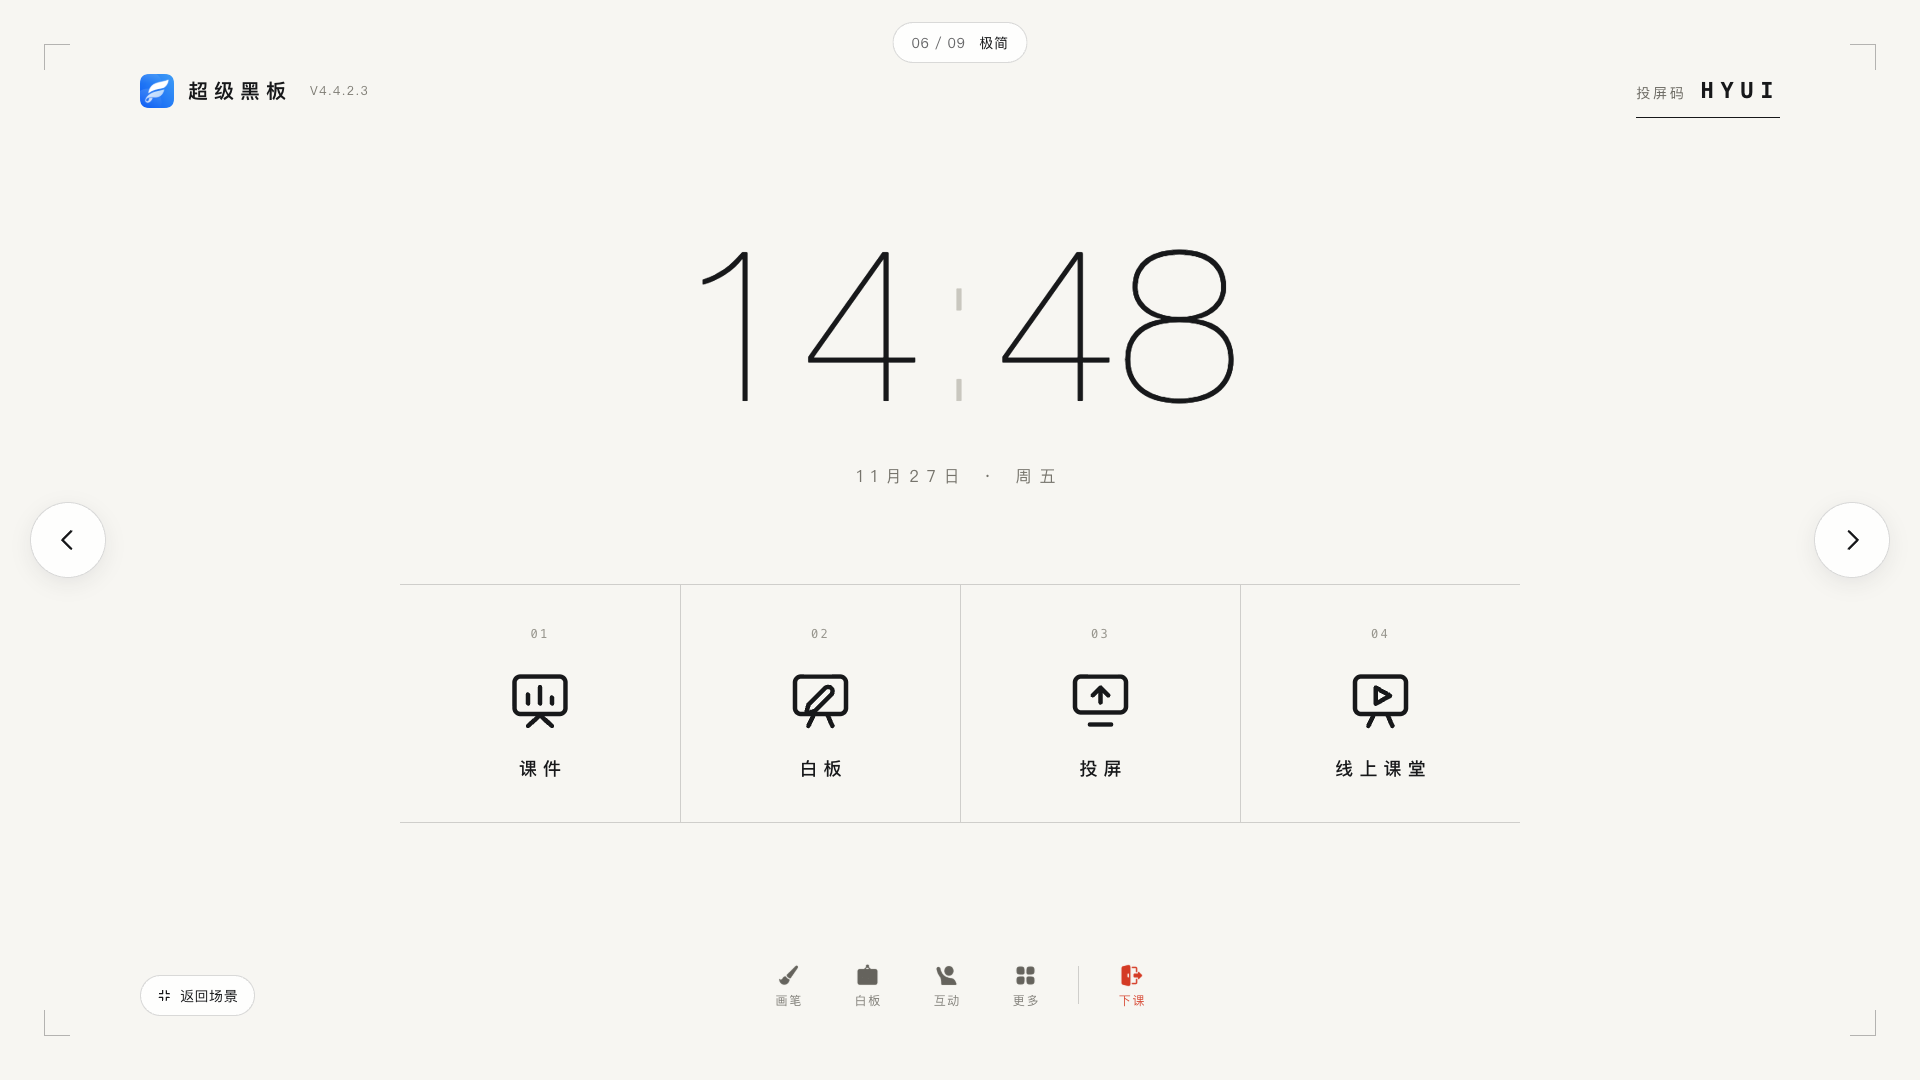 06 / 09 极简
超级黑板 V4.4.2.3
投屏码 HYUI
14:48
11月27日 · 周五
01
课件
02
白板
03
投屏
04
线上课堂
返回场景
画笔
白板
互动
更多
下课